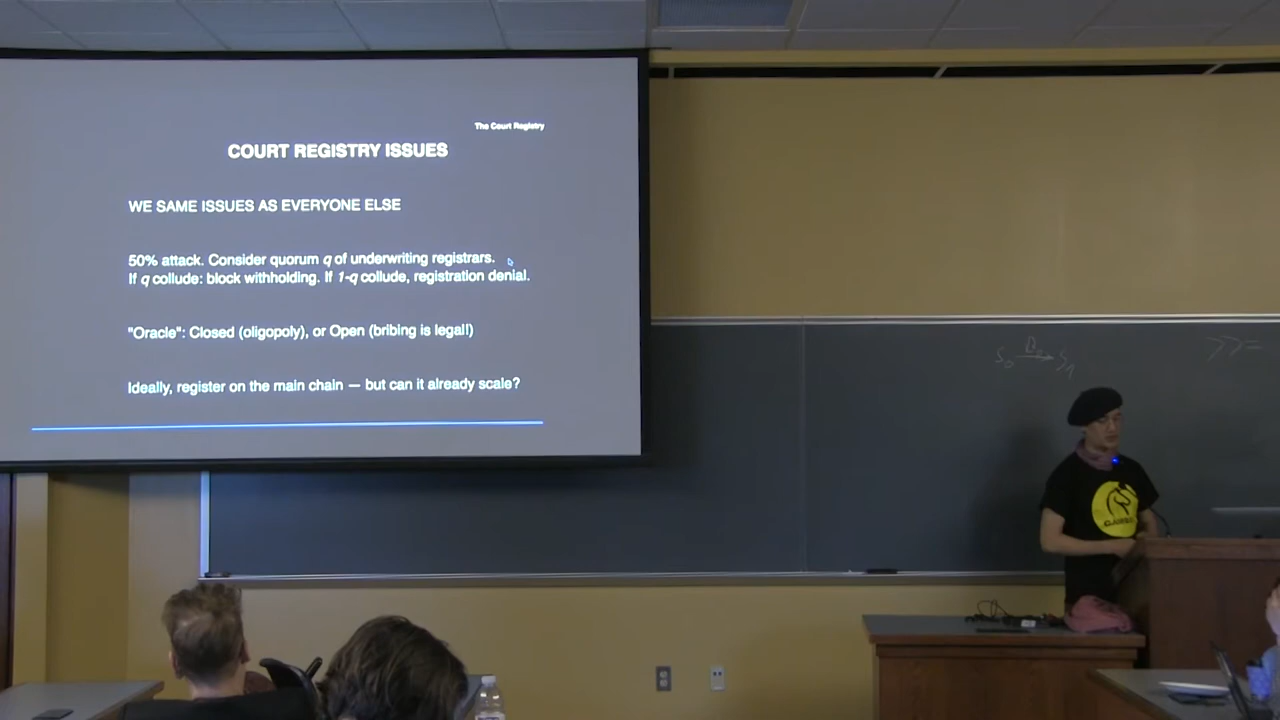 The Court Registry
COURT REGISTRY ISSUES
WE SAME ISSUES AS EVERYONE ELSE
50% attack. Consider quorum q of underwriting registrars.
If q collude: block withholding. If 1-q collude, registration denial.
"Oracle": Closed (oligopoly), or Open (bribing is legal!)
Ideally, register on the main chain — but can it already scale?
>>=